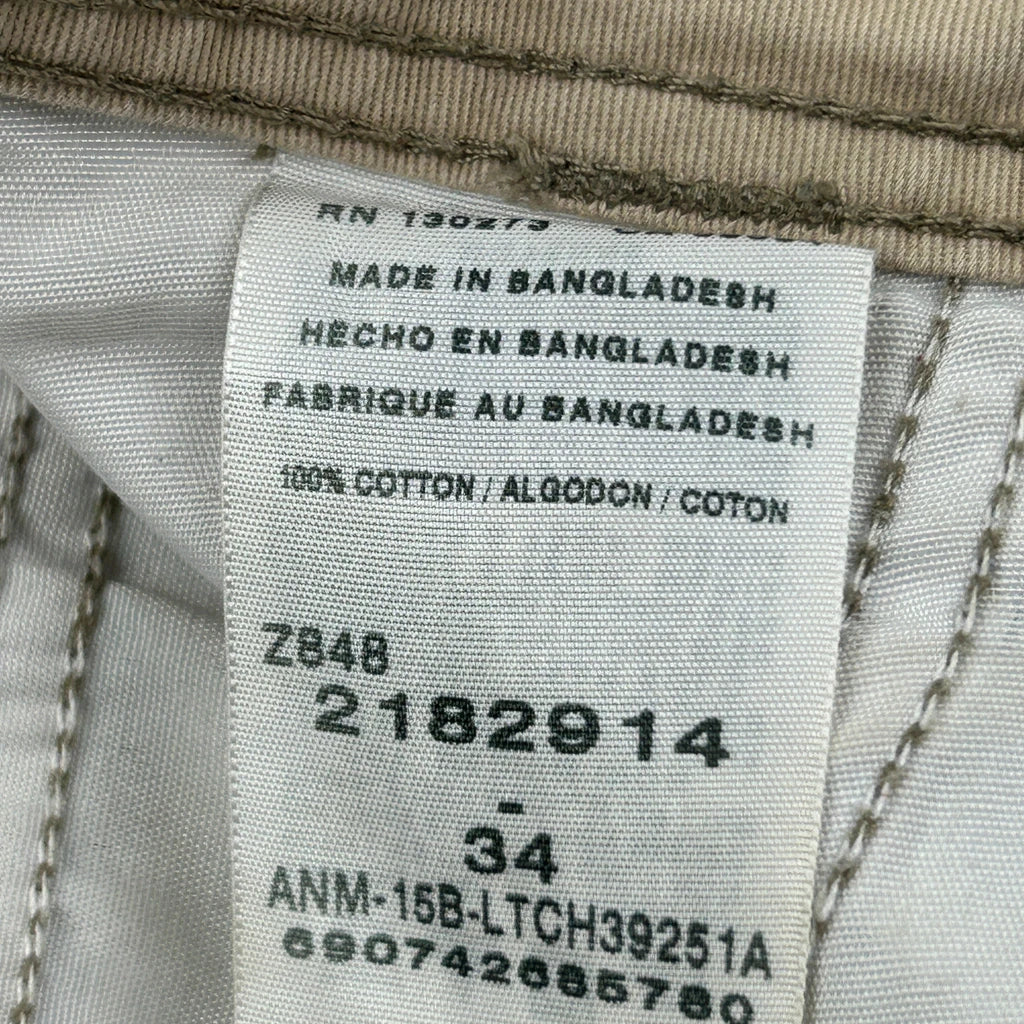 RN 130273
MADE IN BANGLADESH
HECHO EN BANGLADESH
FABRIQUE AU BANGLADESH
100% COTTON / ALGODON / COTON
Z848
2182914
-
34
ANM-15B-LTCH39251A
690742685780